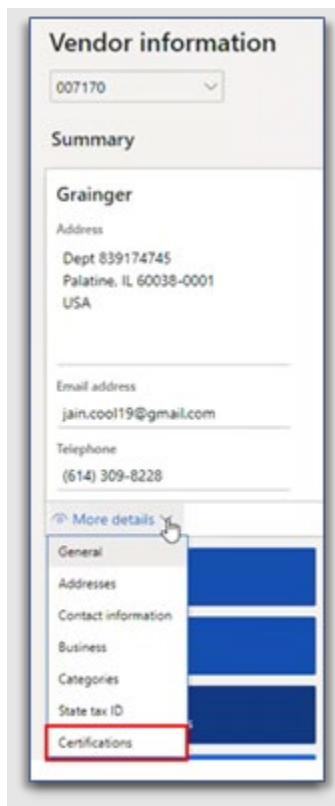 Vendor information
007170
Summary
Grainger
Address
Dept 839174745
Palatine, IL 60038-0001
USA
Email address
jain.cool19@gmail.com
Telephone
(614) 309-8228
More details
General
Addresses
Contact information
Business
Categories
State tax ID
Certifications